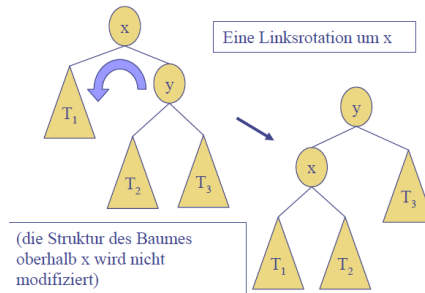 x
Eine Linksrotation um x
T1
y
y
x
T2
T3
T3
(die Struktur des Baumes
oberhalb x wird nicht
modifiziert)
T1
T2